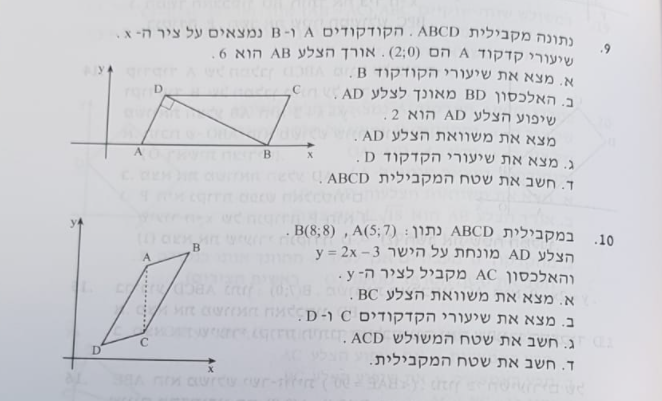 9. נתונה מקבילית ABCD. הקודקודים A ו-B נמצאים על ציר ה-x.
שיעורי קדקוד A הם (2;0). אורך הצלע AB הוא 6.
א. מצא את שיעורי הקודקוד B.
ב. האלכסון BD מאונך לצלע AD.
שיפוע הצלע AD הוא 2.
מצא את משוואת הצלע AD.
ג. מצא את שיעורי הקדקוד D.
ד. חשב את שטח המקבילית ABCD.
y
D
C
A
B
x
10. במקבילית ABCD נתון: A(5;7), B(8;8).
הצלע AD מונחת על הישר y = 2x − 3
והאלכסון AC מקביל לציר ה-y.
א. מצא את משוואת הצלע BC.
ב. מצא את שיעורי הקדקודים C ו-D.
ג. חשב את שטח המשולש ACD.
ד. חשב את שטח המקבילית.
y
A
B
D
C
x